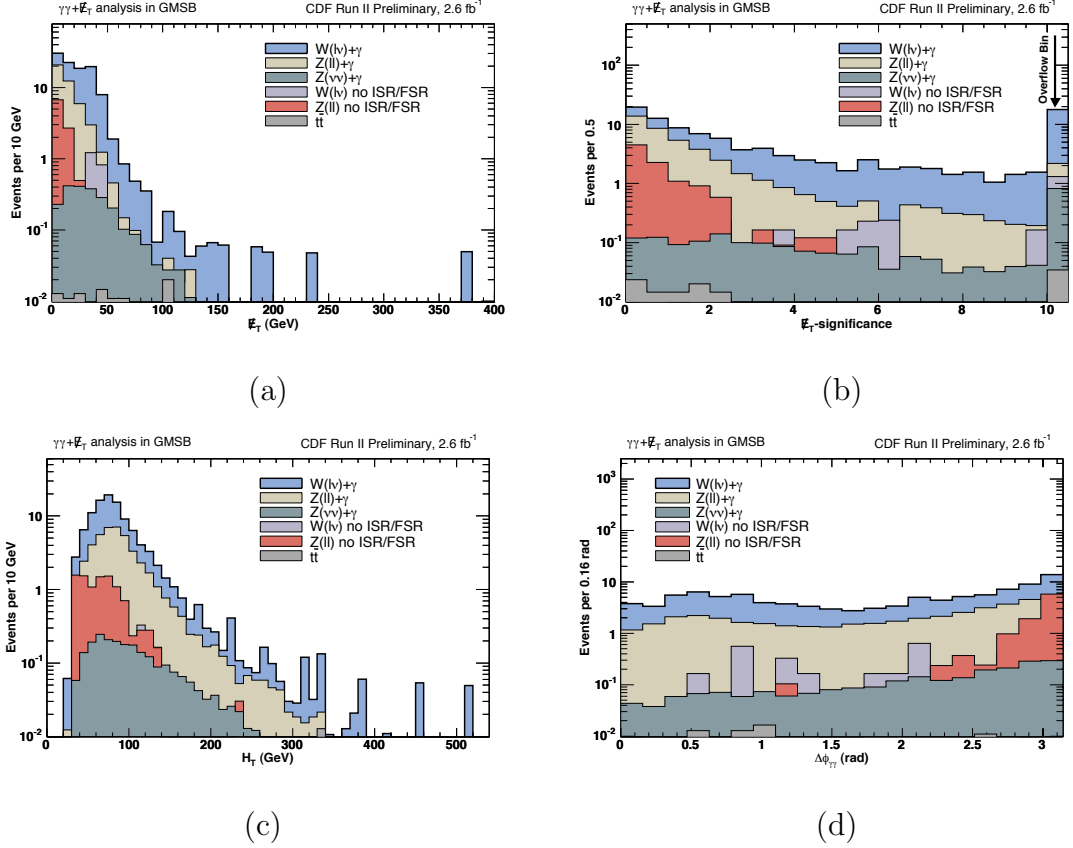 γγ+E̸_T analysis in GMSB CDF Run II Preliminary, 2.6 fb⁻¹
Events per 10 GeV
10
1
10⁻¹
10⁻²
W(lν)+γ
Z(ll)+γ
Z(νν)+γ
W(lν) no ISR/FSR
Z(ll) no ISR/FSR
tt̄
0 50 100 150 200 250 300 350 400
E̸_T (GeV)
(a)
γγ+E̸_T analysis in GMSB CDF Run II Preliminary, 2.6 fb⁻¹
Events per 0.5
10²
10
1
10⁻¹
10⁻²
W(lν)+γ
Z(ll)+γ
Z(νν)+γ
W(lν) no ISR/FSR
Z(ll) no ISR/FSR
tt̄
Overflow Bin
0 2 4 6 8 10
E̸_T-significance
(b)
γγ+E̸_T analysis in GMSB CDF Run II Preliminary, 2.6 fb⁻¹
Events per 10 GeV
10
1
10⁻¹
10⁻²
W(lν)+γ
Z(ll)+γ
Z(νν)+γ
W(lν) no ISR/FSR
Z(ll) no ISR/FSR
tt̄
0 100 200 300 400 500
H_T (GeV)
(c)
γγ+E̸_T analysis in GMSB CDF Run II Preliminary, 2.6 fb⁻¹
Events per 0.16 rad
10³
10²
10
1
10⁻¹
10⁻²
W(lν)+γ
Z(ll)+γ
Z(νν)+γ
W(lν) no ISR/FSR
Z(ll) no ISR/FSR
tt̄
0 0.5 1 1.5 2 2.5 3
Δϕ_γγ (rad)
(d)